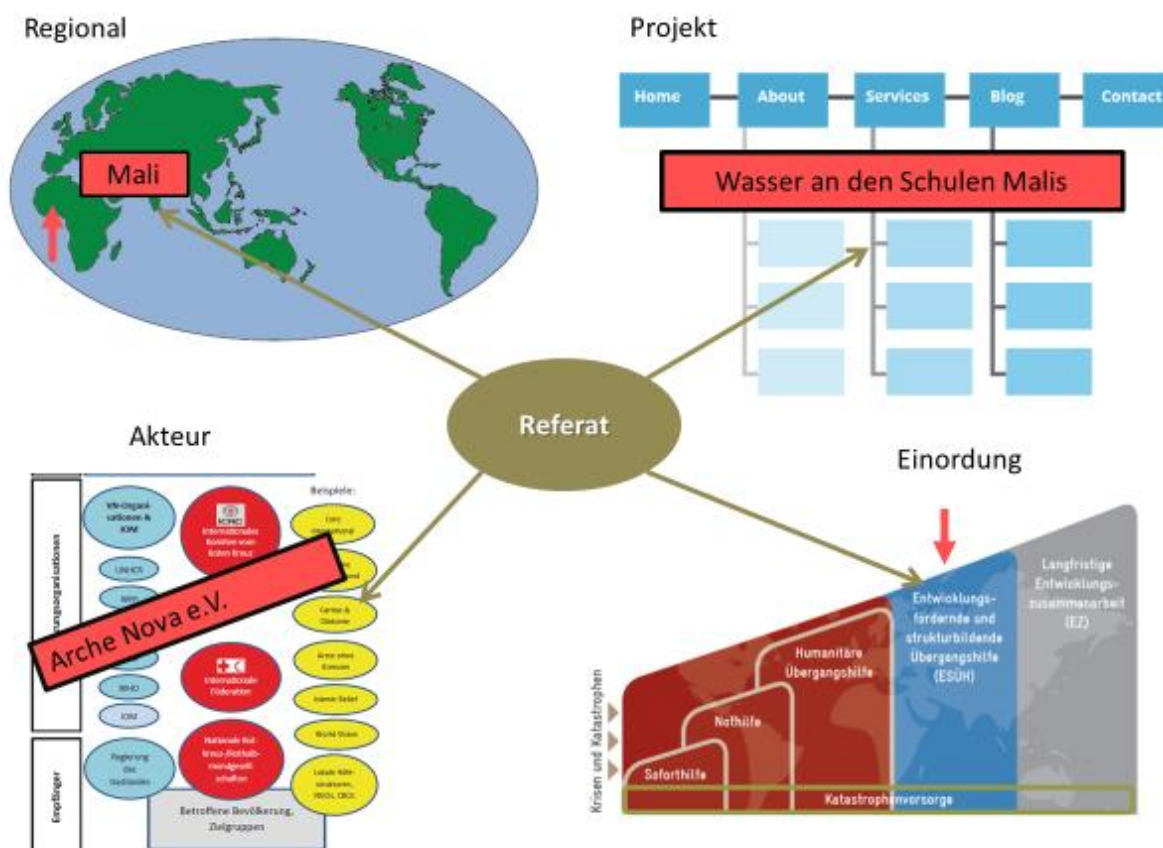 Regional
Mali
Projekt
Home
About
Services
Blog
Contact
Wasser an den Schulen Malis
Referat
Akteur
Beispiele:
VN-Organi-
sationen &
IOM
UNHCR
ICRC
Internationales
Komitee vom
Roten Kreuz
Arche Nova e.V.
Caritas &
Diakonie
Ärzte ohne
Grenzen
Internationale
Föderation
Islamic Relief
WHO
IOM
World Vision
Empfänger
Regierung
des
Gastlandes
Nationale Rot-
kreuz-/Rothalb-
mondgesell-
schaften
Lokale Hilfs-
strukturen,
Betroffene Bevölkerung,
Zielgruppen
Einordung
Krisen und Katastrophen
Soforthilfe
Nothilfe
Humanitäre
Übergangshilfe
Entwicklungs-
fördernde und
strukturbildende
Übergangshilfe
(ESÜH)
Langfristige
Entwicklungs-
zusammenarbeit
(EZ)
Katastrophenvorsorge